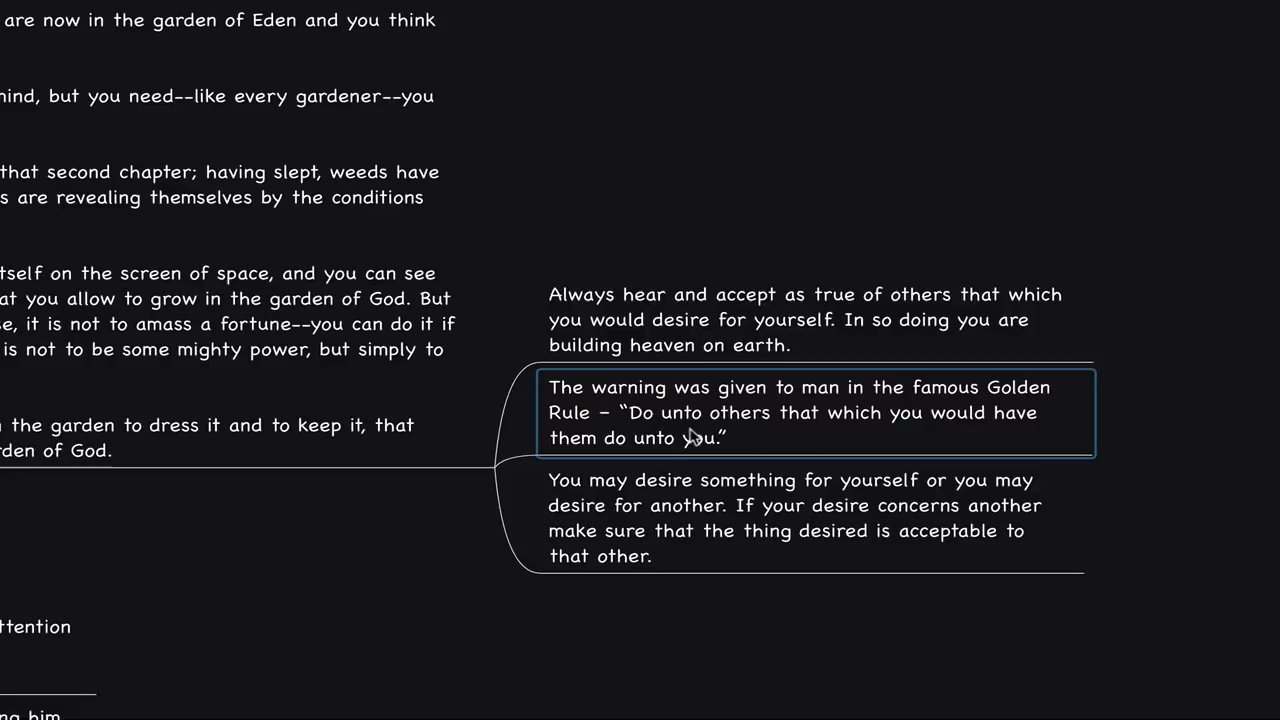 are now in the garden of Eden and you think
mind, but you need--like every gardener--you
that second chapter; having slept, weeds have
s are revealing themselves by the conditions
tself on the screen of space, and you can see
at you allow to grow in the garden of God. But
se, it is not to amass a fortune--you can do it if
is not to be some mighty power, but simply to
n the garden to dress it and to keep it, that
rden of God.
Always hear and accept as true of others that which
you would desire for yourself. In so doing you are
building heaven on earth.
The warning was given to man in the famous Golden
Rule – “Do unto others that which you would have
them do unto you.”
You may desire something for yourself or you may
desire for another. If your desire concerns another
make sure that the thing desired is acceptable to
that other.
ttention
ng him